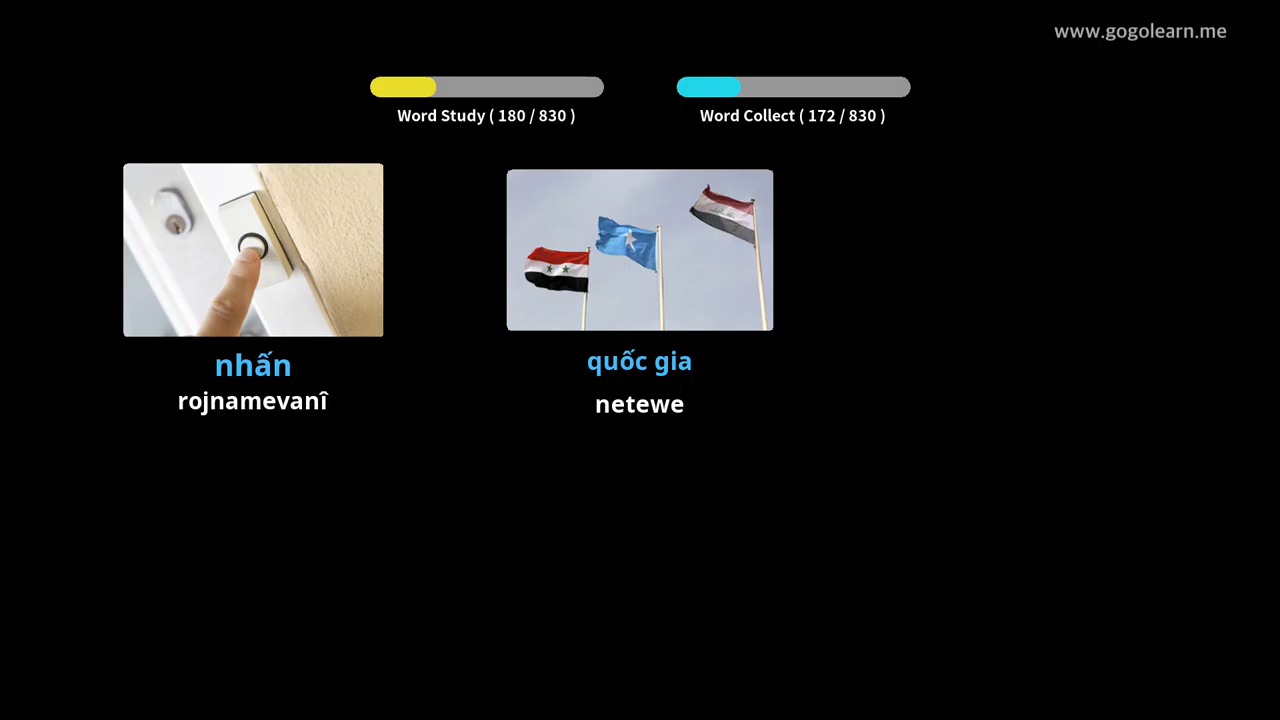 www.gogolearn.me
Word Study ( 180 / 830 )
Word Collect ( 172 / 830 )
nhấn
rojnamevanî
quốc gia
netewe